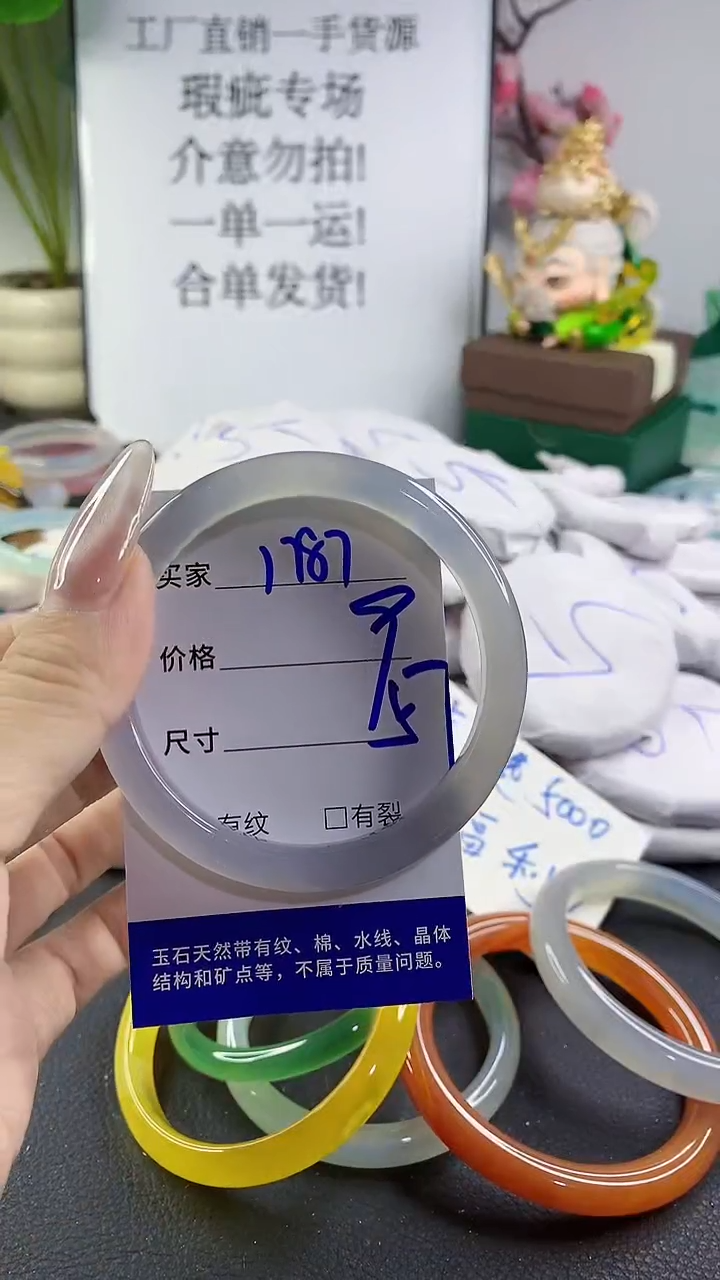 工厂直销一手货源
瑕疵专场
介意勿拍!
一单一运!
合单发货!
买家 1787
价格
尺寸
有纹 □有裂
5000
玉石天然带有纹、棉、水线、晶体
结构和矿点等，不属于质量问题。